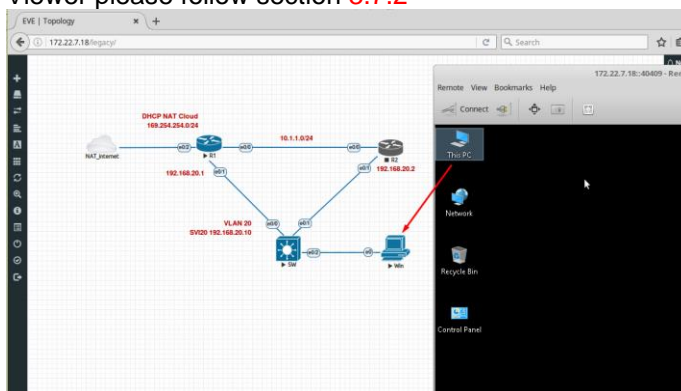 Viewer please follow section 8.7.2
EVE | Topology
172.22.7.18/legacy/
Search
172.22.7.18::40409 - Re
Remote View Bookmarks Help
Connect
DHCP NAT Cloud
169.254.254.0/24
NAT_Internet
e0/2
R1
e0/0
10.1.1.0/24
e0/0
R2
192.168.20.1
e0/1
e0/1
192.168.20.2
VLAN 20
SVI20 192.168.20.10
e0/0
e0/1
SW
e0/2
e0
Win
This PC
Network
Recycle Bin
Control Panel